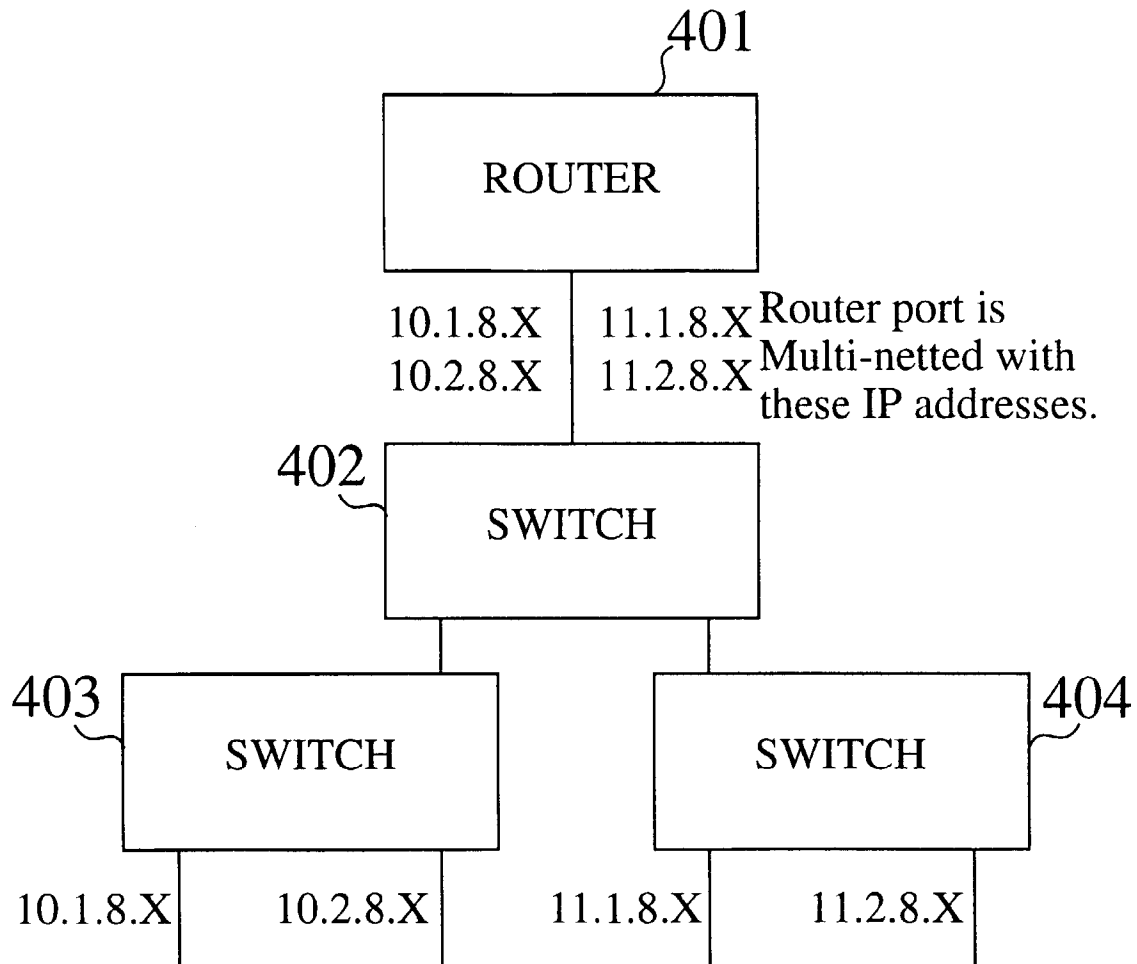 401
ROUTER
10.1.8.X 11.1.8.X Router port is
10.2.8.X 11.2.8.X Multi-netted with
these IP addresses.
402
SWITCH
403
SWITCH
404
SWITCH
10.1.8.X 10.2.8.X 11.1.8.X 11.2.8.X